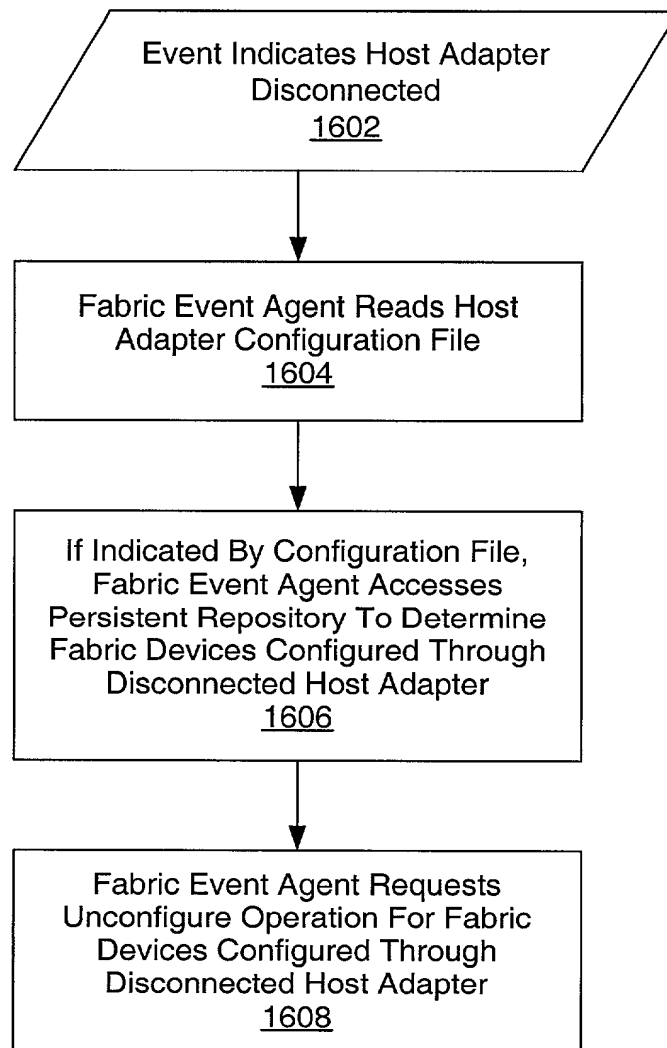 Event Indicates Host Adapter
Disconnected
1602
Fabric Event Agent Reads Host
Adapter Configuration File
1604
If Indicated By Configuration File,
Fabric Event Agent Accesses
Persistent Repository To Determine
Fabric Devices Configured Through
Disconnected Host Adapter
1606
Fabric Event Agent Requests
Unconfigure Operation For Fabric
Devices Configured Through
Disconnected Host Adapter
1608